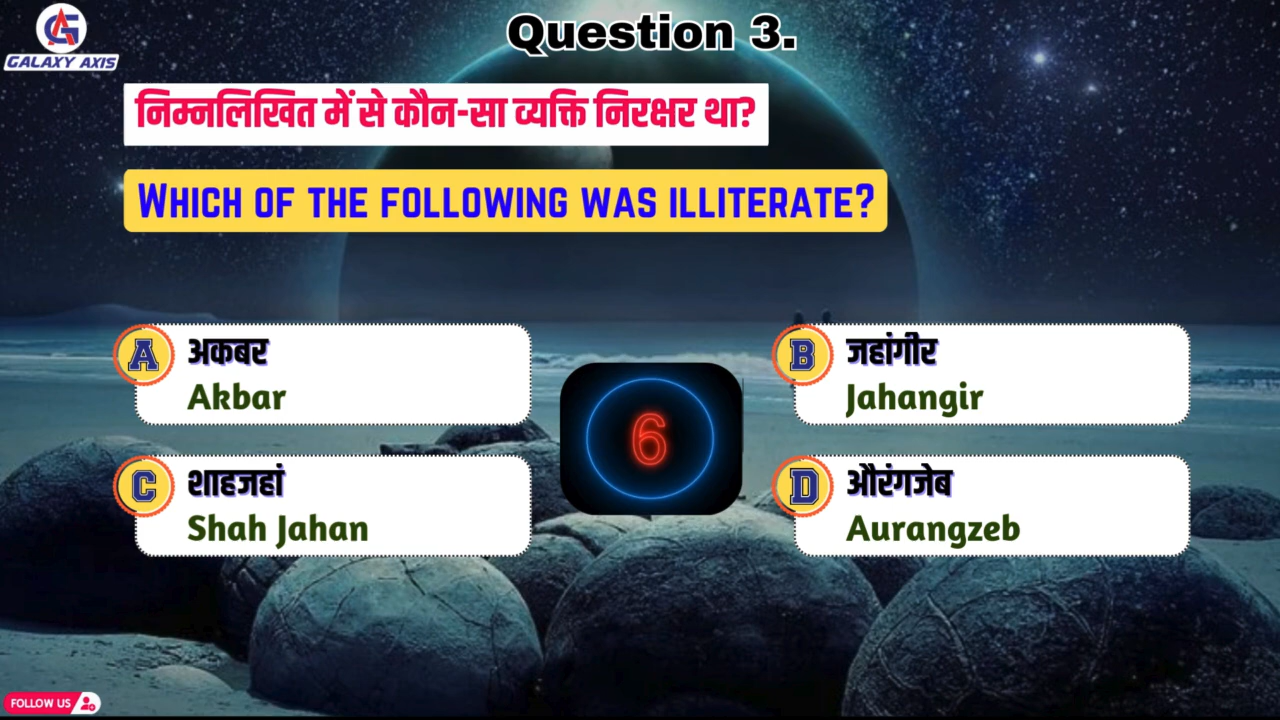 GALAXY AXIS
Question 3.
निम्नलिखित में से कौन-सा व्यक्ति निरक्षर था?
Which of the following was illiterate?
A
अकबर
Akbar
B
जहांगीर
Jahangir
6
C
शाहजहां
Shah Jahan
D
औरंगजेब
Aurangzeb
FOLLOW US